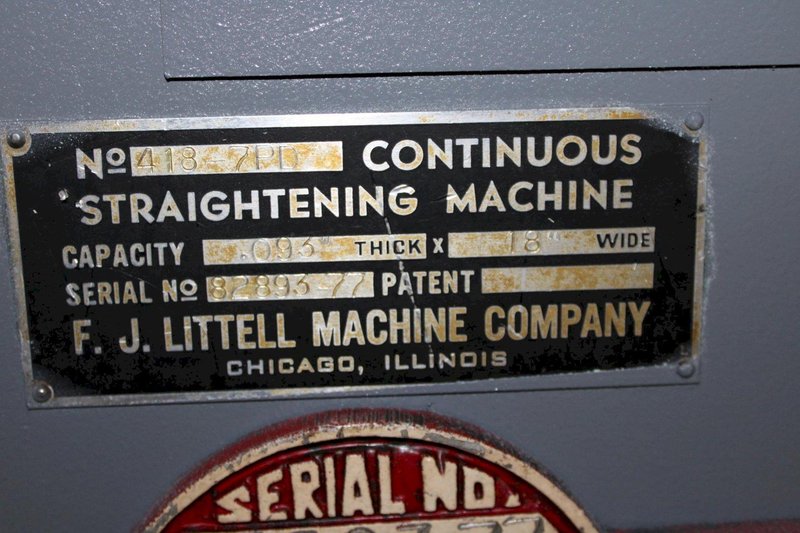 Nº 418-7PD CONTINUOUS
STRAIGHTENING MACHINE
CAPACITY .093" THICK X 18" WIDE
SERIAL Nº 82893-77 PATENT
F. J. LITTELL MACHINE COMPANY
CHICAGO, ILLINOIS
SERIAL NO.